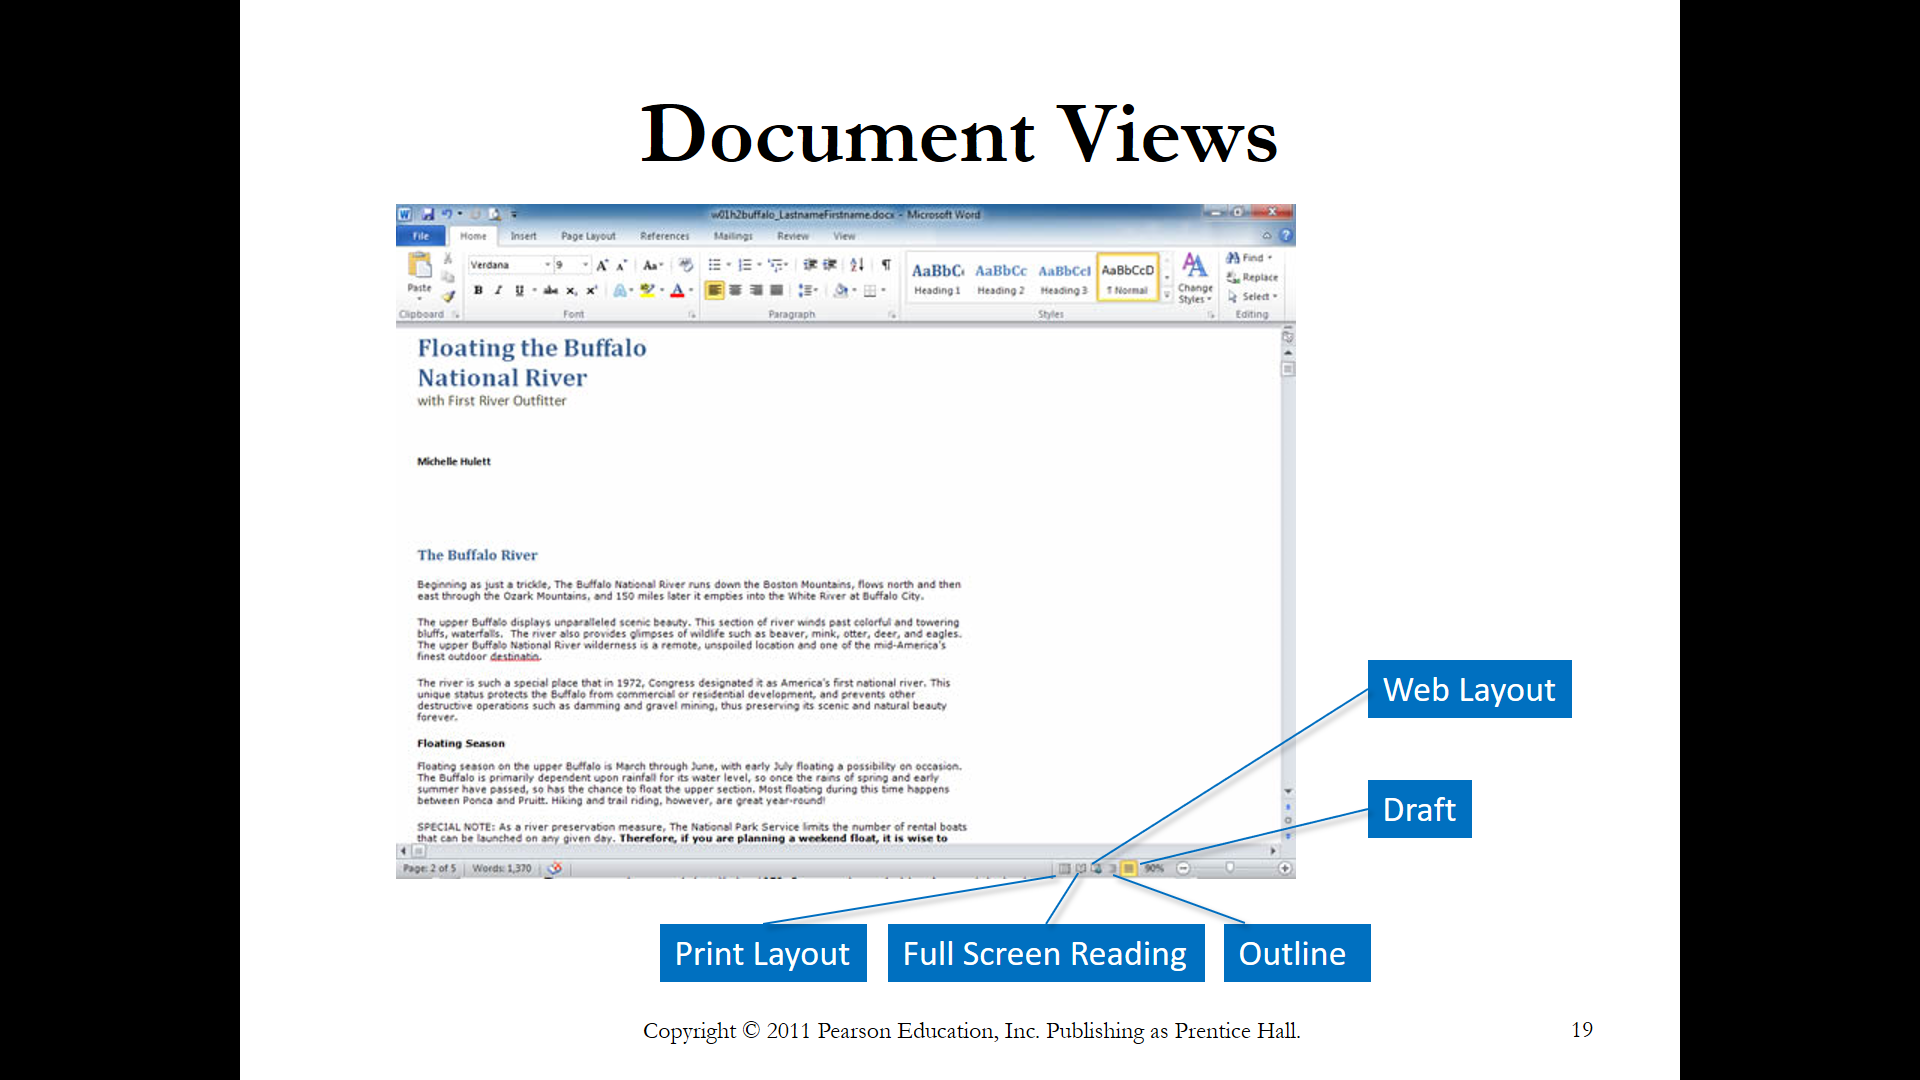 Document Views
w01h2buffalo_LastnameFirstname.docx - Microsoft Word
File Home Insert Page Layout References Mailings Review View
Verdana 9 Aa
Find
AaBbC AaBbCc AaBbCcI AaBbCcD
Replace
Paste
B I U abc x, x A
Heading 1 Heading 2 Heading 3 ¶ Normal
Change Styles
Select
Clipboard Font Paragraph Styles Editing
Floating the Buffalo
National River
with First River Outfitter
Michelle Hulett
The Buffalo River
Beginning as just a trickle, The Buffalo National River runs down the Boston Mountains, flows north and then
east through the Ozark Mountains, and 150 miles later it empties into the White River at Buffalo City.
The upper Buffalo displays unparalleled scenic beauty. This section of river winds past colorful and towering
bluffs, waterfalls. The river also provides glimpses of wildlife such as beaver, mink, otter, deer, and eagles.
The upper Buffalo National River wilderness is a remote, unspoiled location and one of the mid-America's
finest outdoor destinatin.
The river is such a special place that in 1972, Congress designated it as America's first national river. This
unique status protects the Buffalo from commercial or residential development, and prevents other
destructive operations such as damming and gravel mining, thus preserving its scenic and natural beauty
forever.
Floating Season
Floating season on the upper Buffalo is March through June, with early July floating a possibility on occasion.
The Buffalo is primarily dependent upon rainfall for its water level, so once the rains of spring and early
summer have passed, so has the chance to float the upper section. Most floating during this time happens
between Ponca and Pruitt. Hiking and trail riding, however, are great year-round!
SPECIAL NOTE: As a river preservation measure, The National Park Service limits the number of rental boats
that can be launched on any given day. Therefore, if you are planning a weekend float, it is wise to
Page: 2 of 5 Words: 1,370 90%
Web Layout
Draft
Print Layout
Full Screen Reading
Outline
Copyright © 2011 Pearson Education, Inc. Publishing as Prentice Hall.
19